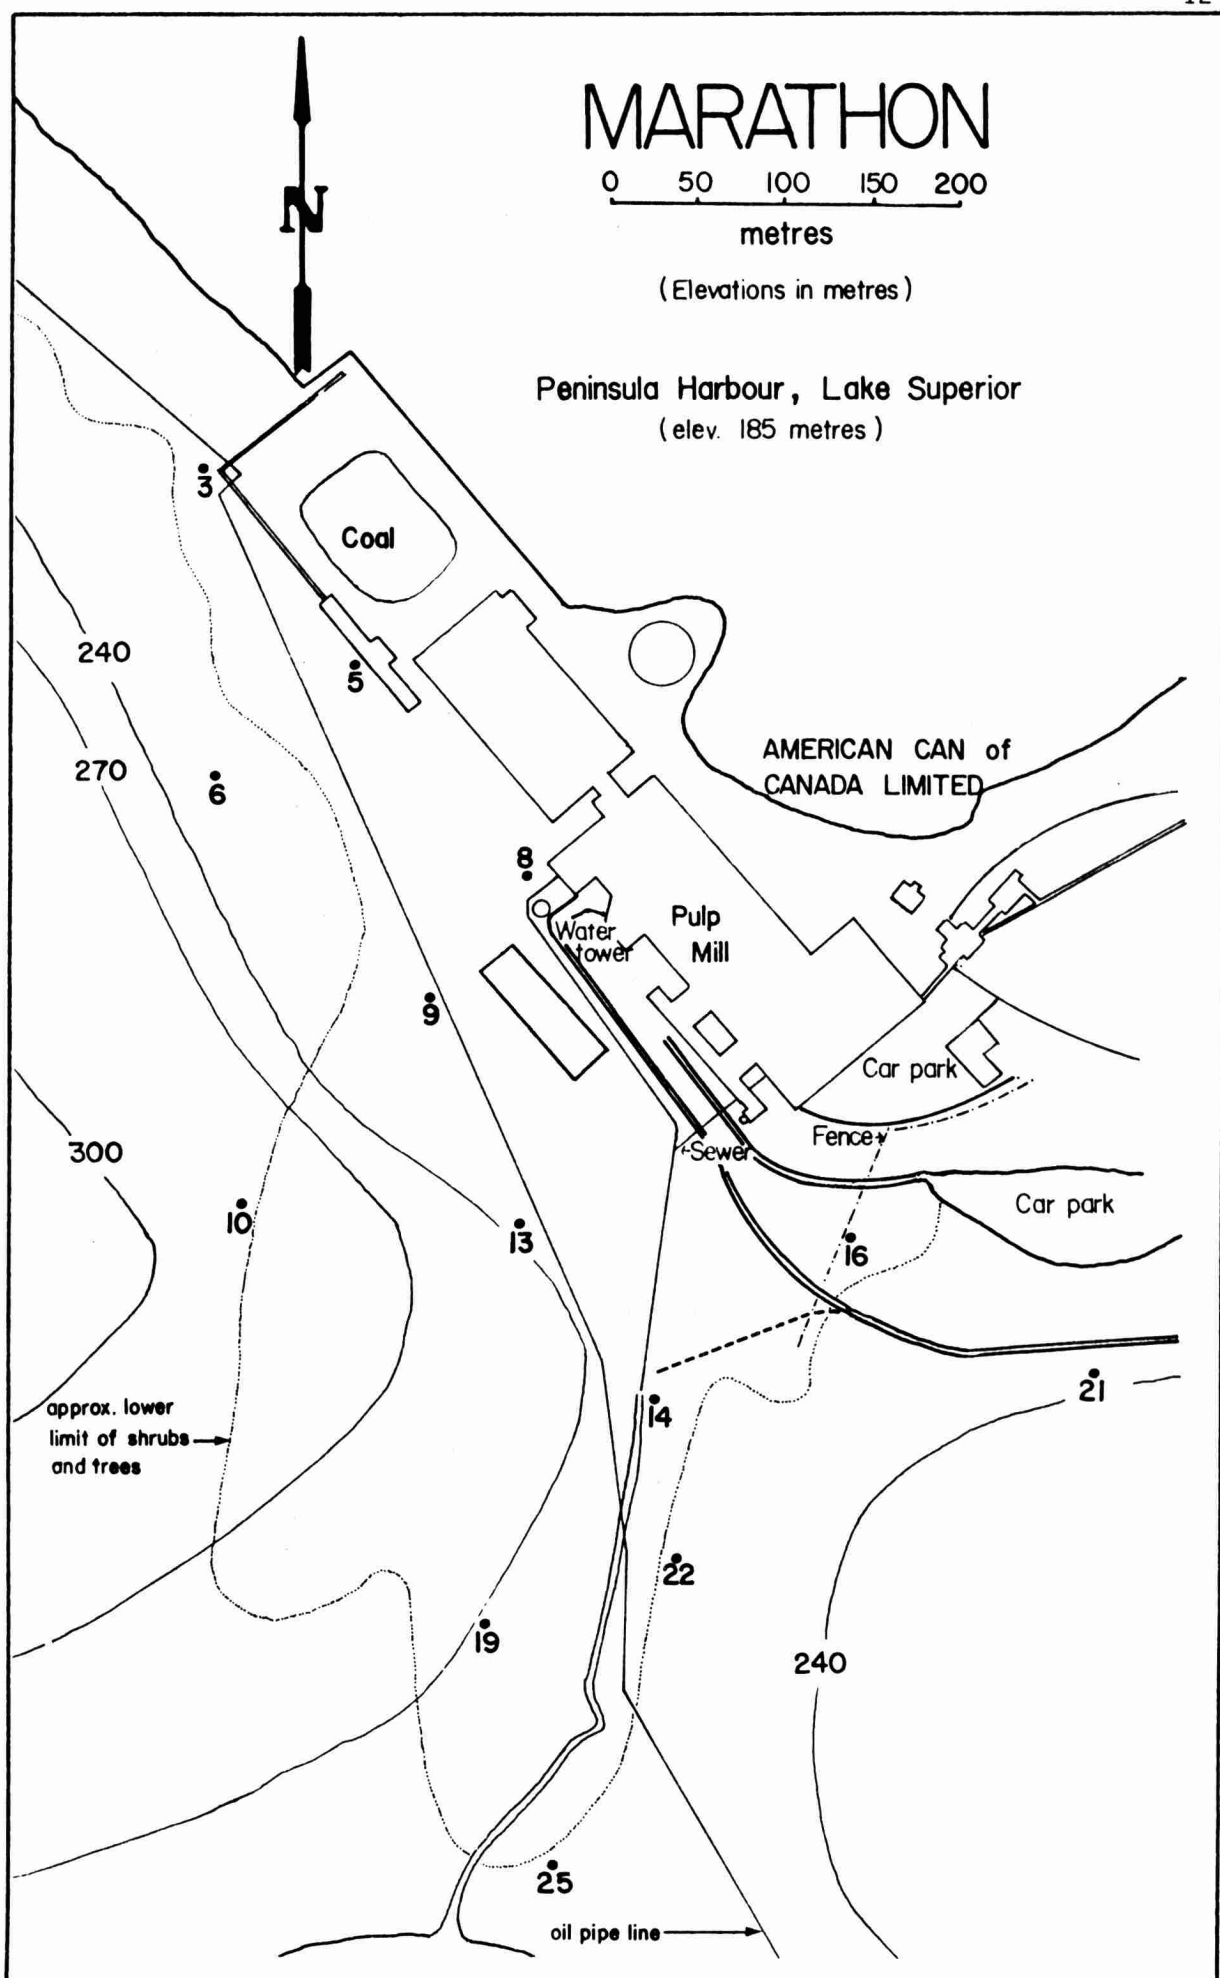 MARATHON
0 50 100 150 200
metres
(Elevations in metres)
N
Peninsula Harbour, Lake Superior
(elev. 185 metres)
3
Coal
240
5
270
6
AMERICAN CAN of
CANADA LIMITED
8
Pulp
Mill
Water
tower
9
Car park
Fence
300
Sewer
10
13
16
Car park
21
14
approx. lower
limit of shrubs
and trees
22
19
240
25
oil pipe line